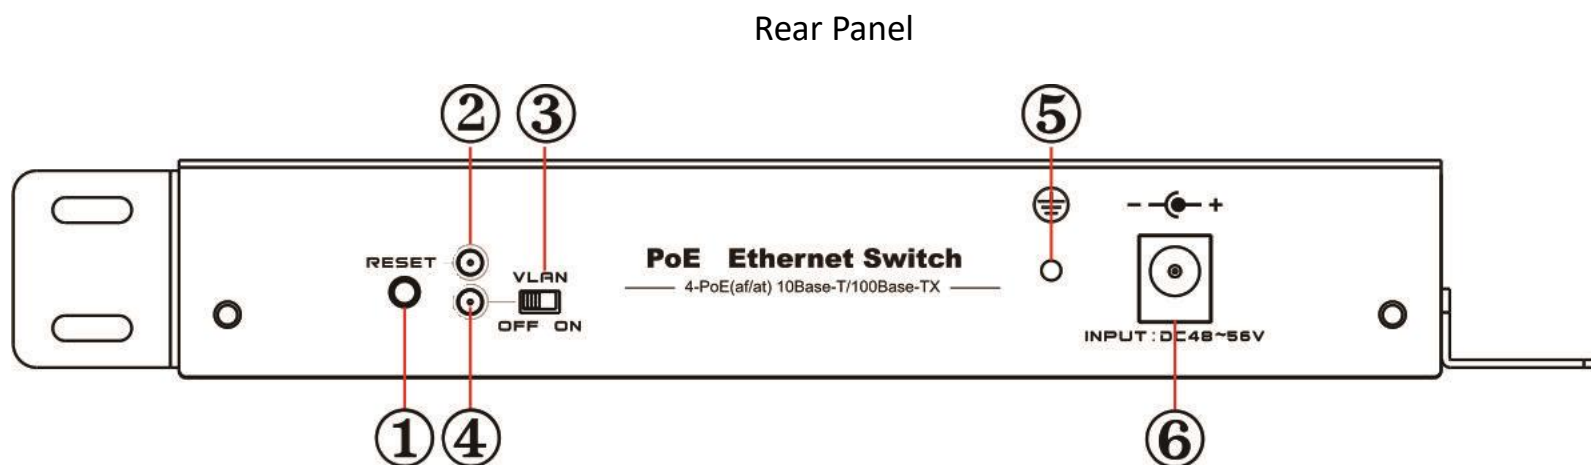 Rear Panel
② ③ ⑤
- +
RESET
VLAN
OFF ON
PoE Ethernet Switch
4-PoE(af/at) 10Base-T/100Base-TX
INPUT:DC48~56V
① ④ ⑥